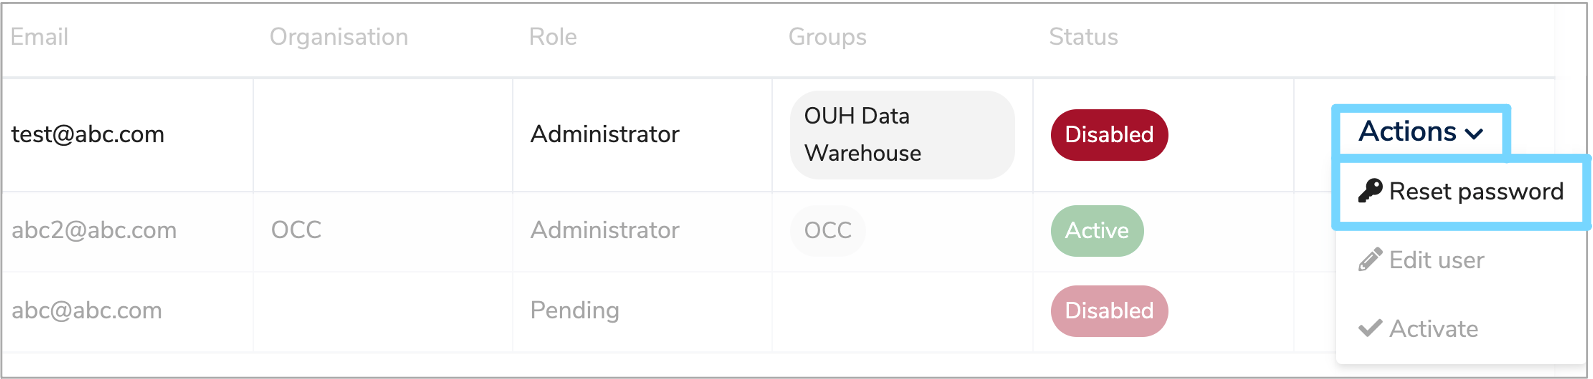 Email Organisation Role Groups Status
test@abc.com Administrator OUH Data Warehouse Disabled Actions
Reset password
abc2@abc.com OCC Administrator OCC Active
Edit user
abc@abc.com Pending Disabled
Activate